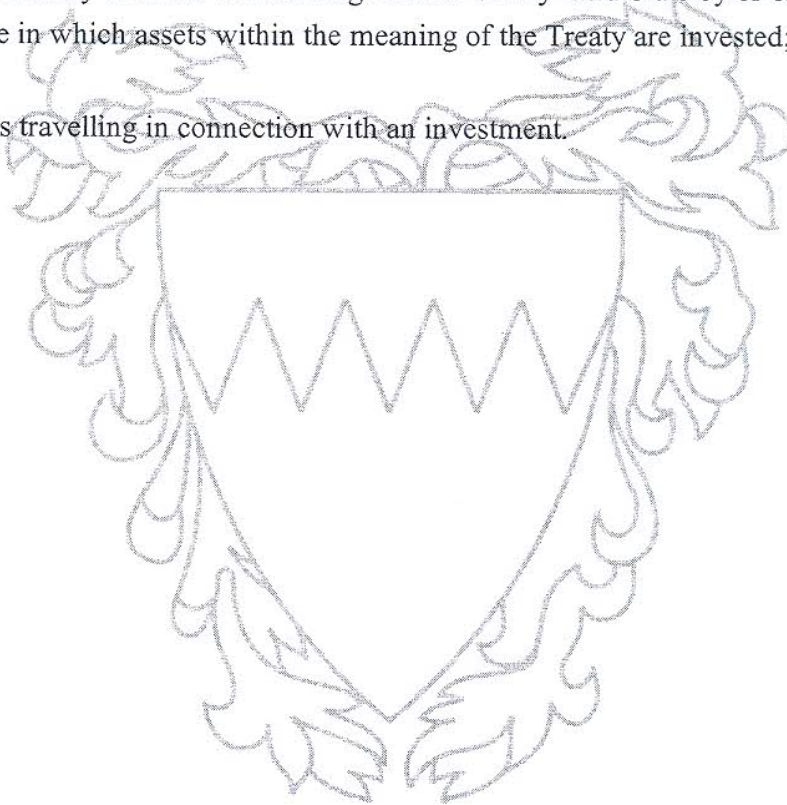 e in which assets within the meaning of the Treaty are invested;
s travelling in connection with an investment.